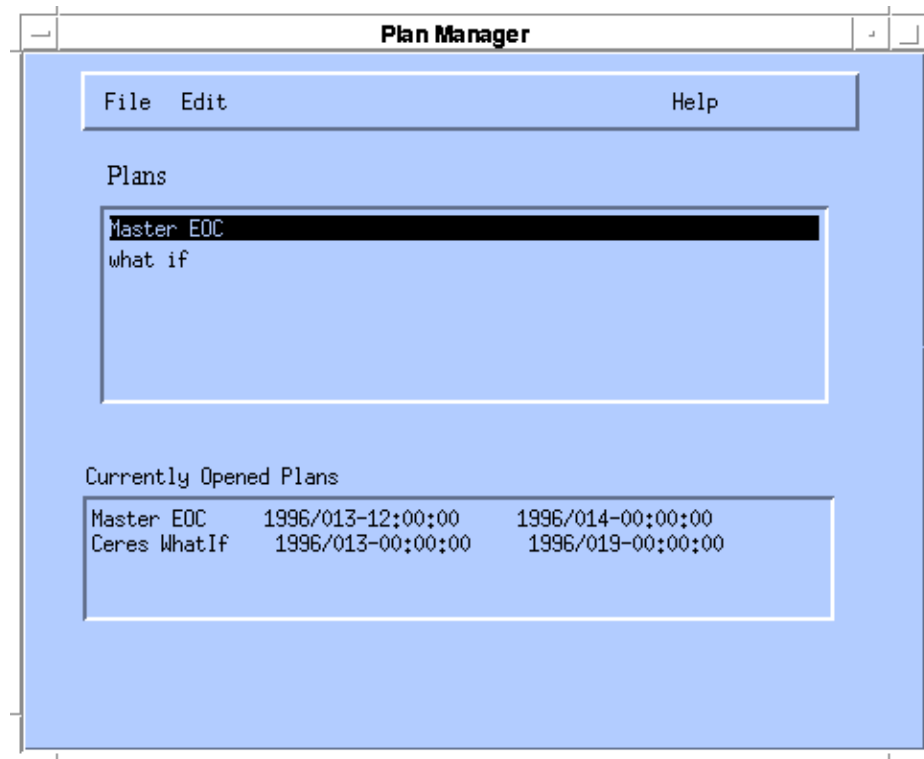 Plan Manager
File Edit Help
Plans
Master EOC
what if
Currently Opened Plans
Master EOC 1996/013-12:00:00 1996/014-00:00:00
Ceres WhatIf 1996/013-00:00:00 1996/019-00:00:00